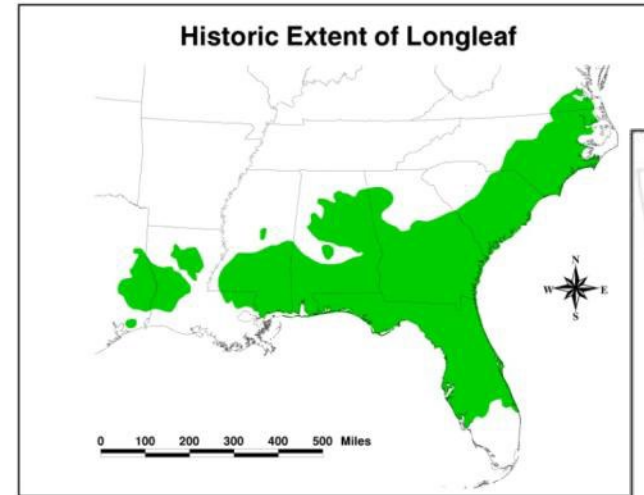 Historic Extent of Longleaf
N
W E
S
0 100 200 300 400 500 Miles